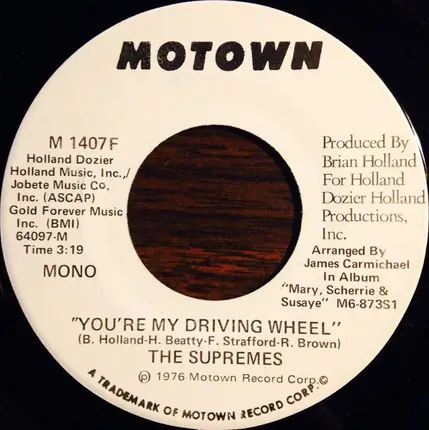 MOTOWN
M 1407F
Holland Dozier
Holland Music, Inc.,/
Jobete Music Co.
Inc. (ASCAP)
Gold Forever Music
Inc. (BMI)
64097-M
Time 3:19
MONO
Produced By
Brian Holland
For Holland
Dozier Holland
Productions,
Inc.
Arranged By
James Carmichael
In Album
"Mary, Scherrie &
Susaye" M6-873S1
"YOU'RE MY DRIVING WHEEL"
(B. Holland-H. Beatty-F. Strafford-R. Brown)
THE SUPREMES
℗ 1976 Motown Record Corp.©
A TRADEMARK OF MOTOWN RECORD CORP.